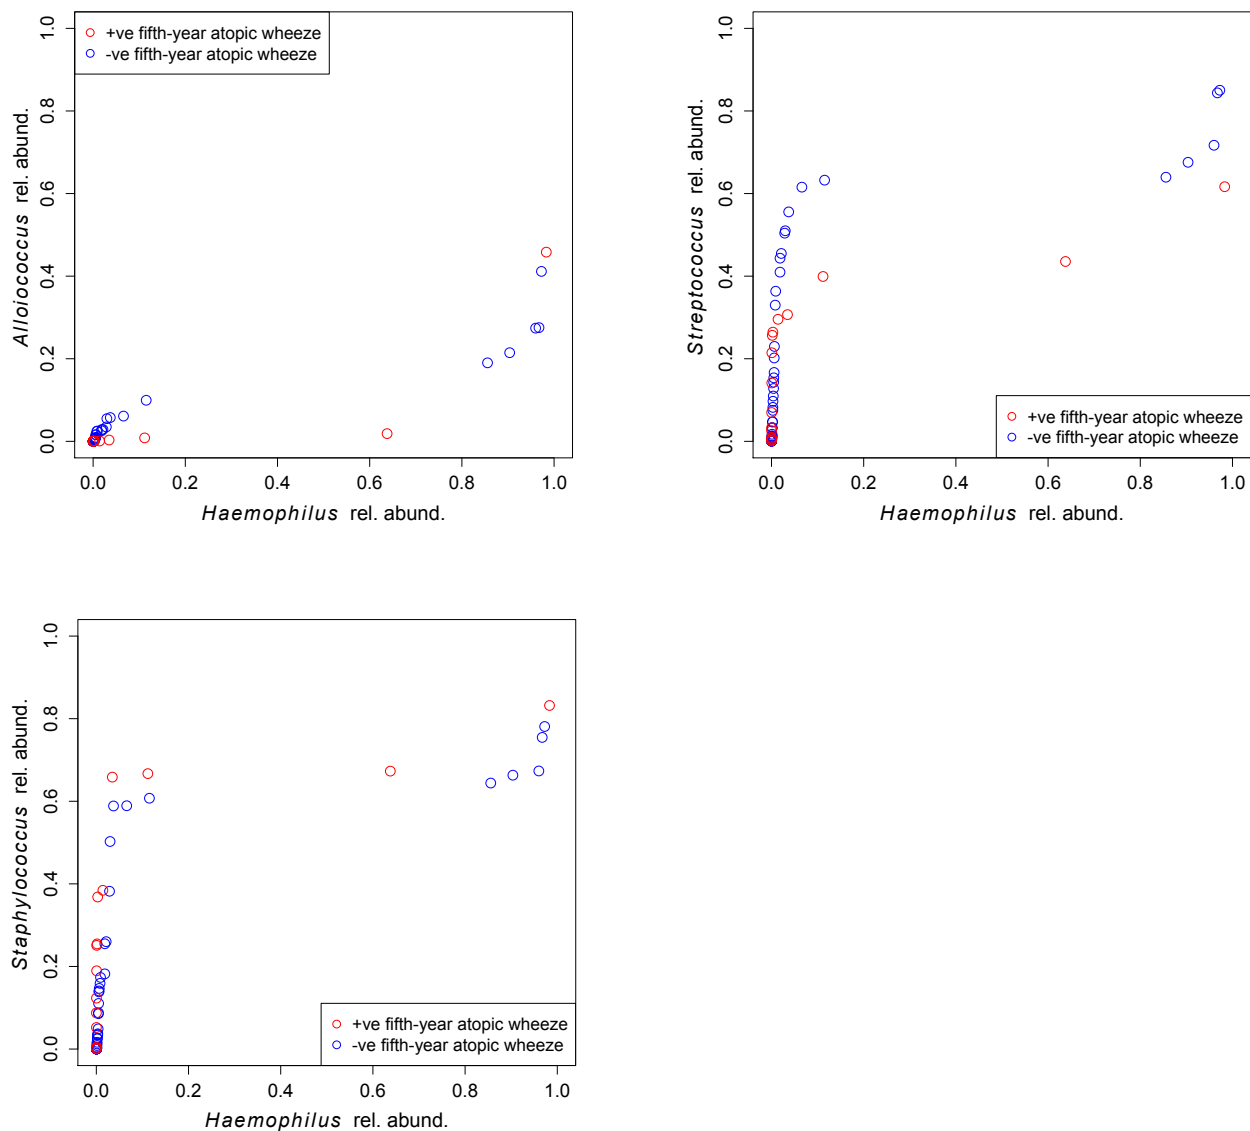 +ve fifth-year atopic wheeze
-ve fifth-year atopic wheeze
Alloiococcus rel. abund.
0.0 0.2 0.4 0.6 0.8 1.0
0.0 0.2 0.4 0.6 0.8 1.0
Haemophilus rel. abund.
Streptococcus rel. abund.
0.0 0.2 0.4 0.6 0.8 1.0
+ve fifth-year atopic wheeze
-ve fifth-year atopic wheeze
0.0 0.2 0.4 0.6 0.8 1.0
Haemophilus rel. abund.
Staphylococcus rel. abund.
0.0 0.2 0.4 0.6 0.8 1.0
+ve fifth-year atopic wheeze
-ve fifth-year atopic wheeze
0.0 0.2 0.4 0.6 0.8 1.0
Haemophilus rel. abund.